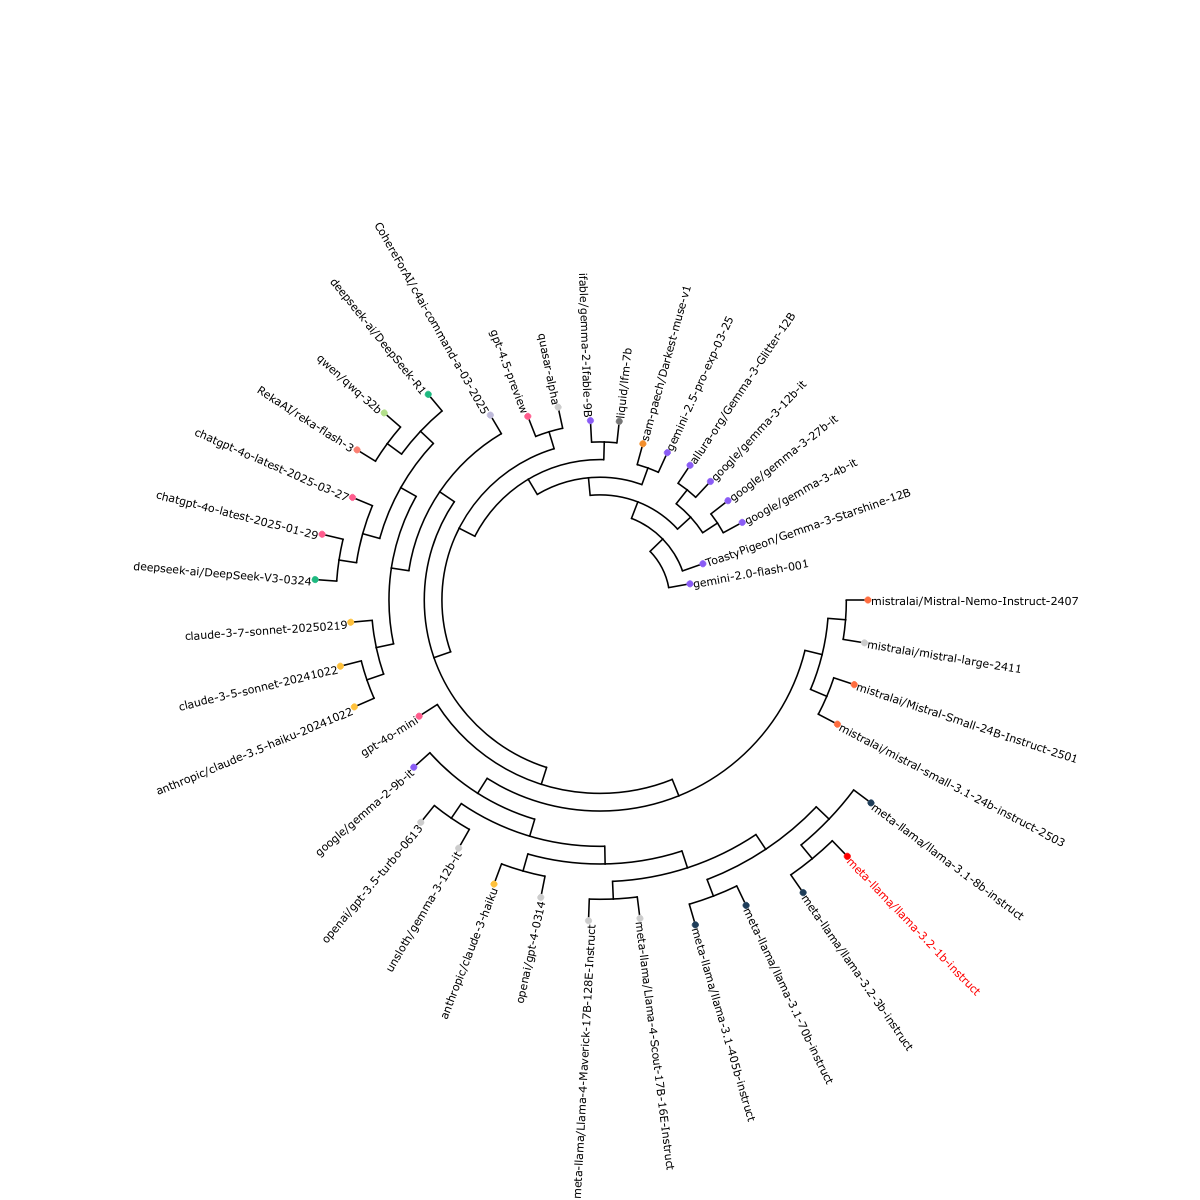 CohereForAI/c4ai-command-a-03-2025
deepseek-ai/DeepSeek-R1
qwen/qwq-32b
RekaAI/reka-flash-3
chatgpt-4o-latest-2025-03-27
chatgpt-4o-latest-2025-01-29
deepseek-ai/DeepSeek-V3-0324
claude-3-7-sonnet-20250219
claude-3-5-sonnet-20241022
anthropic/claude-3.5-haiku-20241022
gpt-4o-mini
google/gemma-2-9b-it
openai/gpt-3.5-turbo-0613
unsloth/gemma-3-12b-it
anthropic/claude-3-haiku
openai/gpt-4-0314
meta-llama/Llama-4-Maverick-17B-128E-Instruct
meta-llama/Llama-4-Scout-17B-16E-Instruct
meta-llama/llama-3.1-405b-instruct
meta-llama/llama-3.1-70b-instruct
meta-llama/llama-3.2-3b-instruct
meta-llama/llama-3.2-1b-instruct
meta-llama/llama-3.1-8b-instruct
mistralai/mistral-small-3.1-24b-instruct-2503
mistralai/Mistral-Small-24B-Instruct-2501
mistralai/mistral-large-2411
mistralai/Mistral-Nemo-Instruct-2407
gemini-2.0-flash-001
ToastyPigeon/Gemma-3-Starshine-12B
google/gemma-3-4b-it
google/gemma-3-27b-it
google/gemma-3-12b-it
allura-org/Gemma-3-Glitter-12B
gemini-2.5-pro-exp-03-25
sam-paech/Darkest-muse-v1
liquid/lfm-7b
ifable/gemma-2-Ifable-9B
quasar-alpha
gpt-4.5-preview